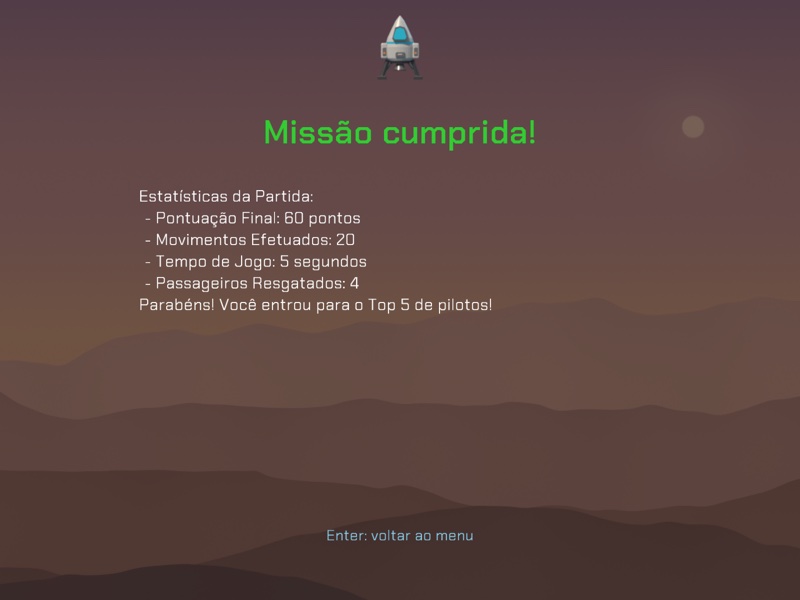 Missão cumprida!
Estatísticas da Partida:
- Pontuação Final: 60 pontos
- Movimentos Efetuados: 20
- Tempo de Jogo: 5 segundos
- Passageiros Resgatados: 4
Parabéns! Você entrou para o Top 5 de pilotos!
Enter: voltar ao menu